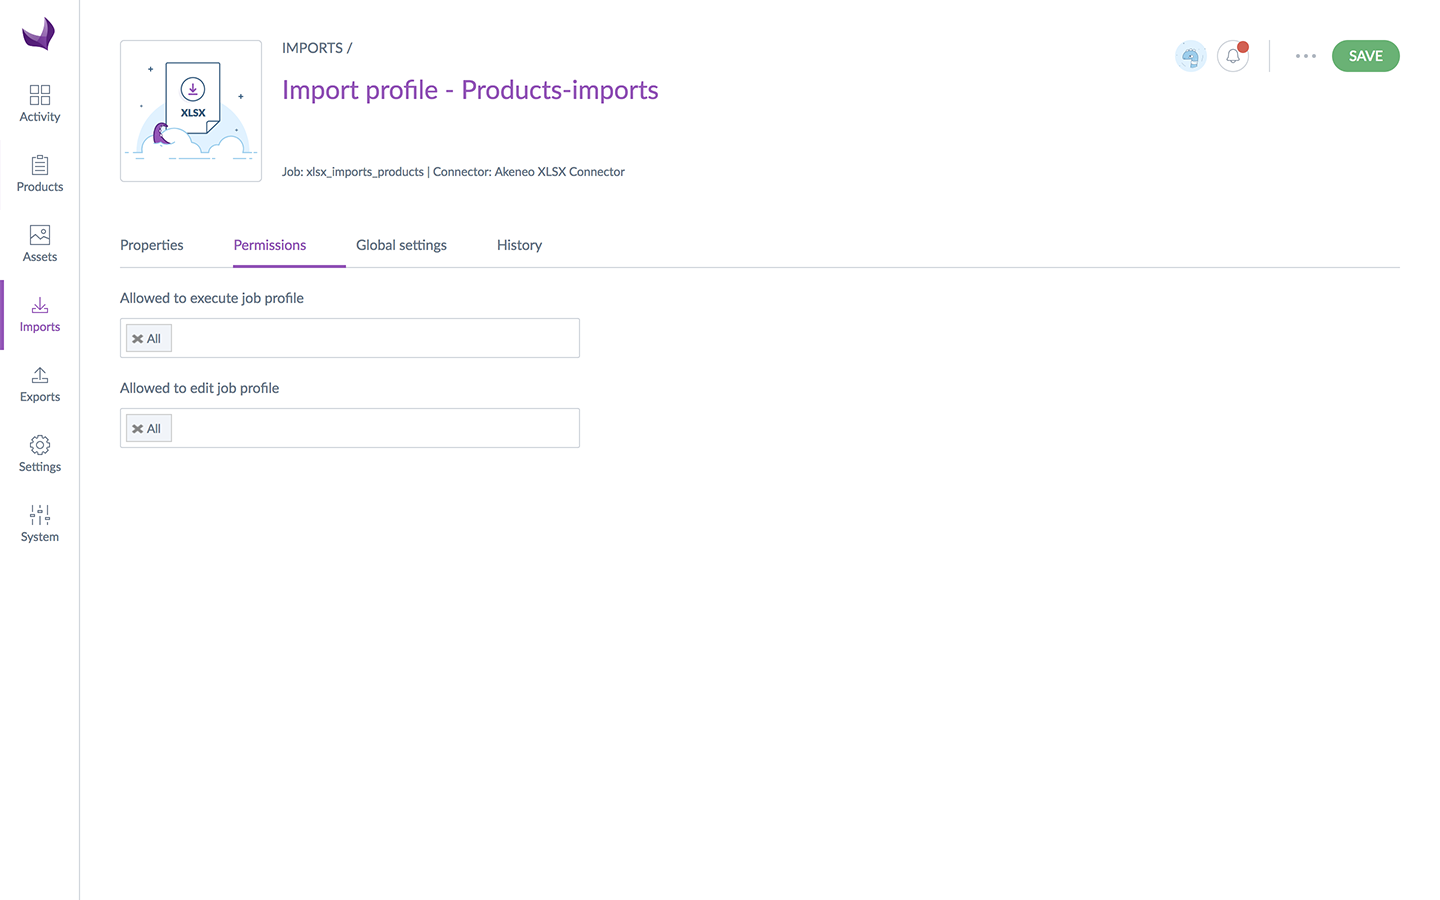 Activity
Products
Assets
Imports
Exports
Settings
System
XLSX
IMPORTS /
Import profile - Products-imports
Job: xlsx_imports_products | Connector: Akeneo XLSX Connector
SAVE
Properties Permissions Global settings History
Allowed to execute job profile
All
Allowed to edit job profile
All